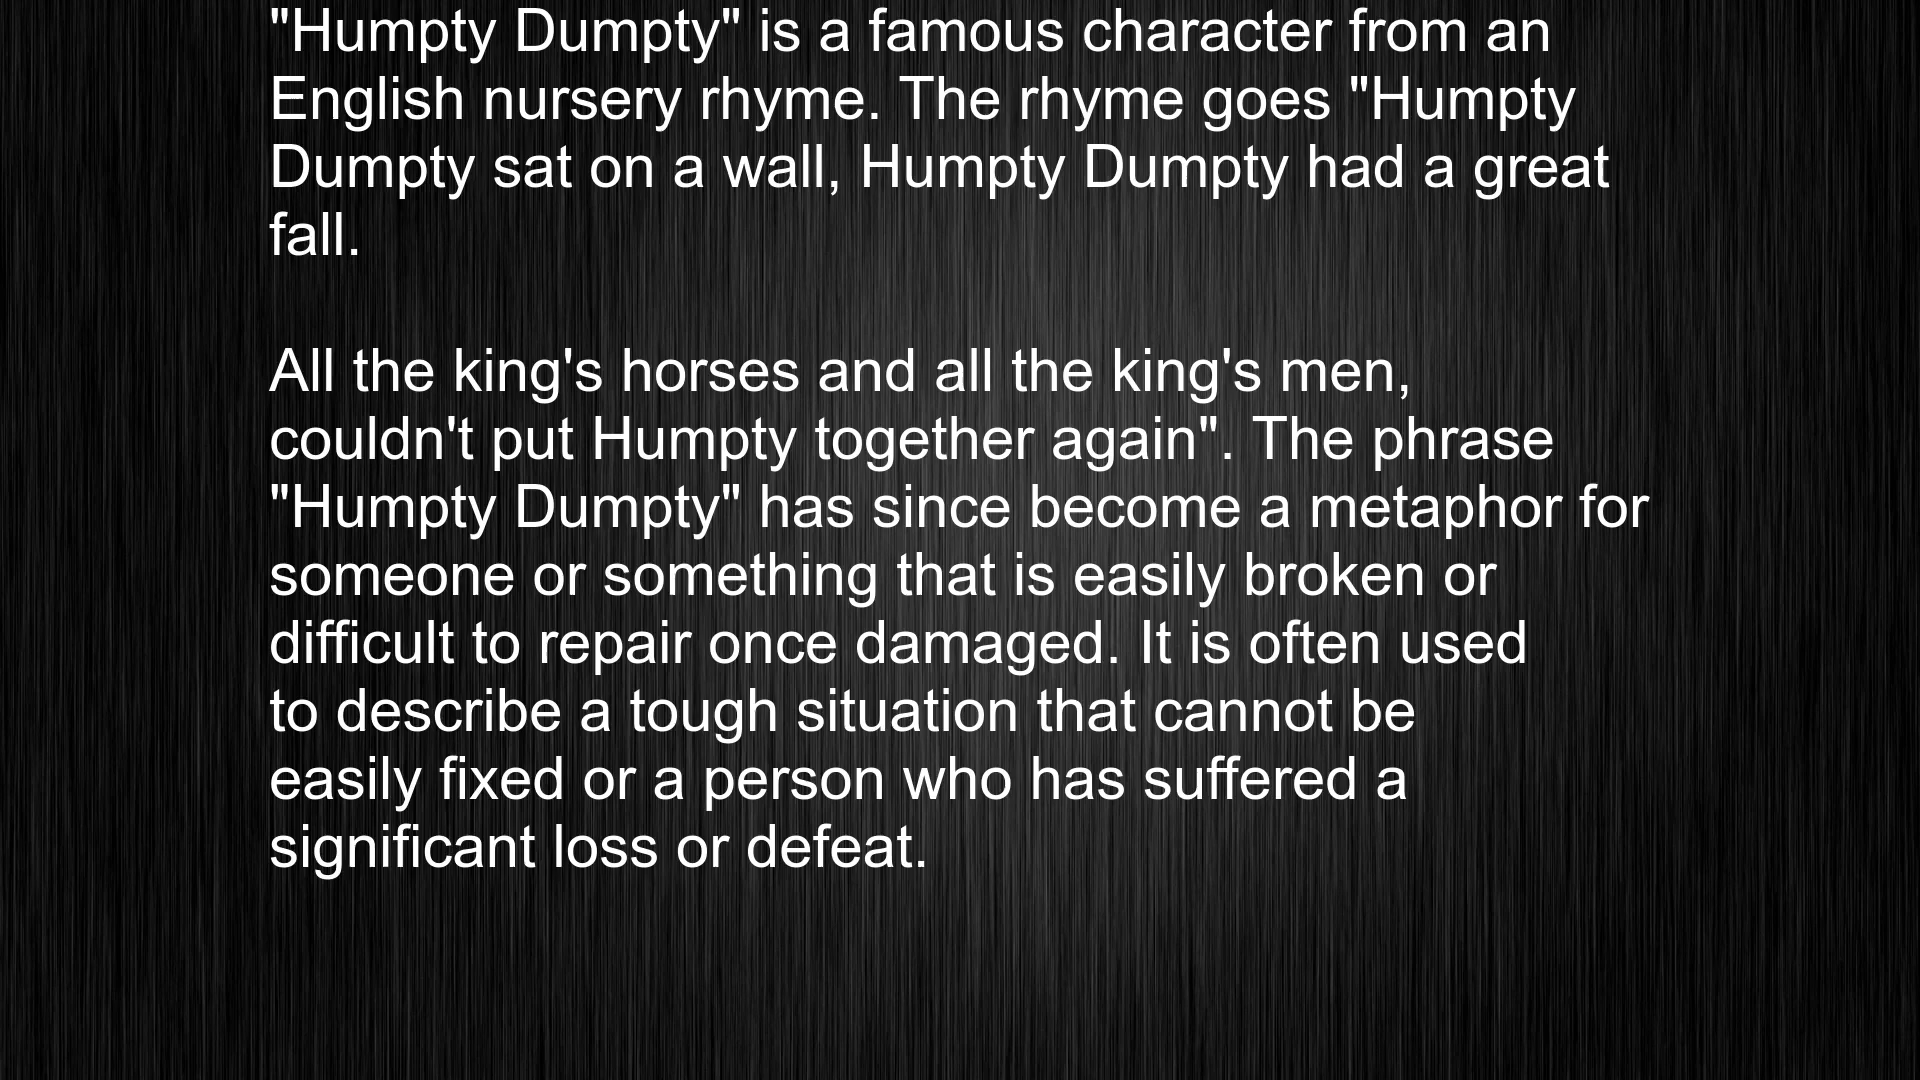 "Humpty Dumpty" is a famous character from an
English nursery rhyme. The rhyme goes "Humpty
Dumpty sat on a wall, Humpty Dumpty had a great
fall.
All the king's horses and all the king's men,
couldn't put Humpty together again". The phrase
"Humpty Dumpty" has since become a metaphor for
someone or something that is easily broken or
difficult to repair once damaged. It is often used
to describe a tough situation that cannot be
easily fixed or a person who has suffered a
significant loss or defeat.